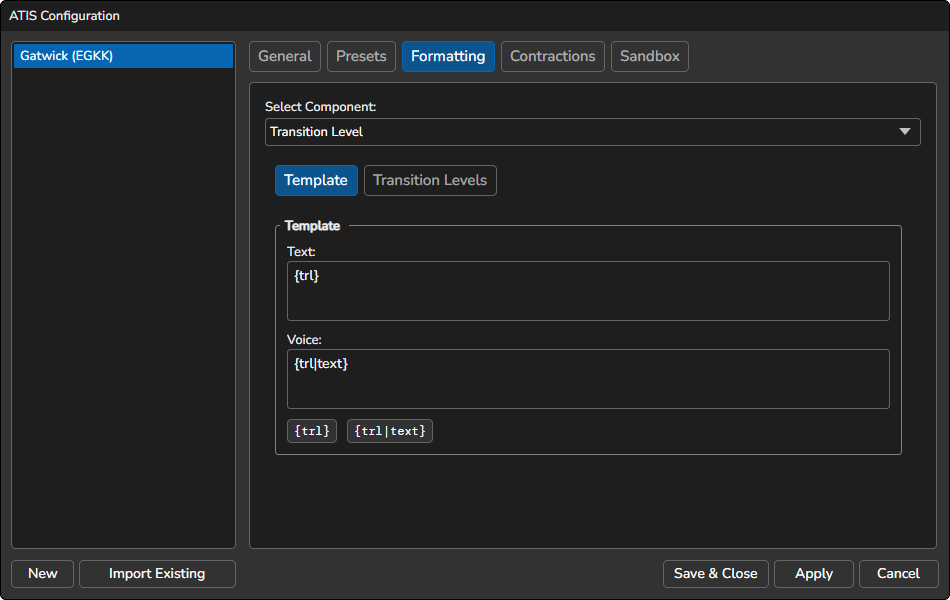 ATIS Configuration
Gatwick (EGKK)
General Presets Formatting Contractions Sandbox
Select Component:
Transition Level
Template Transition Levels
Template
Text:
{trl}
Voice:
{trl|text}
{trl} {trl|text}
New Import Existing Save & Close Apply Cancel